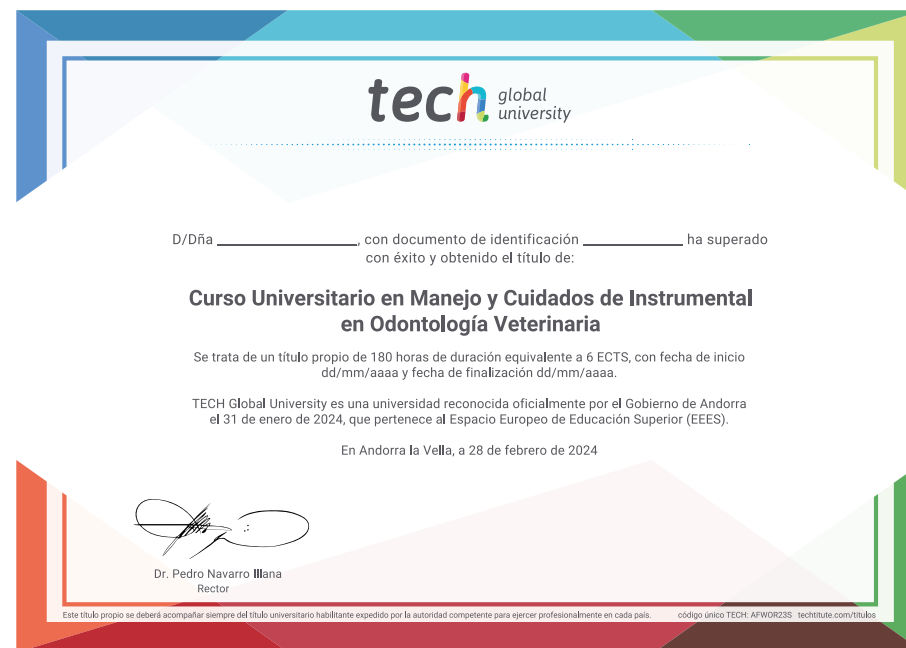 tech global university
D/Dña ____________________, con documento de identificación ______________ ha superado
con éxito y obtenido el título de:
Curso Universitario en Manejo y Cuidados de Instrumental
en Odontología Veterinaria
Se trata de un título propio de 180 horas de duración equivalente a 6 ECTS, con fecha de inicio
dd/mm/aaaa y fecha de finalización dd/mm/aaaa.
TECH Global University es una universidad reconocida oficialmente por el Gobierno de Andorra
el 31 de enero de 2024, que pertenece al Espacio Europeo de Educación Superior (EEES).
En Andorra la Vella, a 28 de febrero de 2024
Dr. Pedro Navarro Illana
Rector
Este título propio se deberá acompañar siempre del título universitario habilitante expedido por la autoridad competente para ejercer profesionalmente en cada país. código único TECH: AFWOR23S techtitute.com/titulos